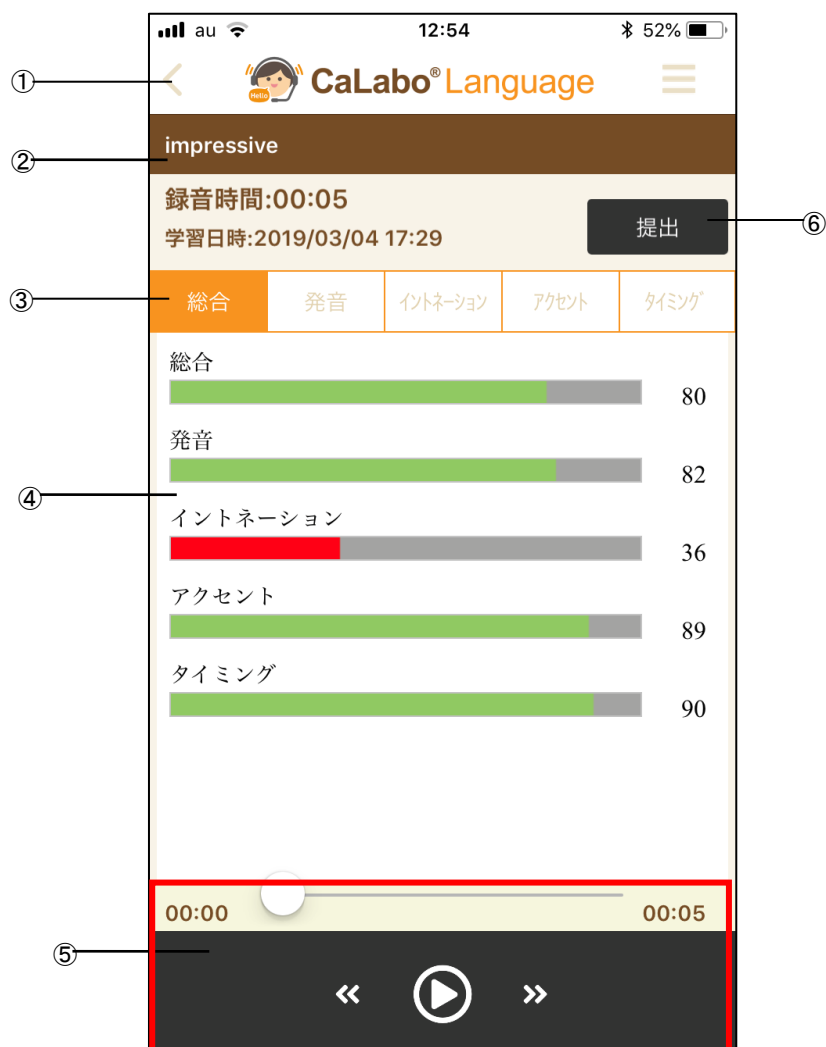 au 12:54 52%
① Hello CaLabo® Language
② impressive
録音時間:00:05
学習日時:2019/03/04 17:29
提出 ⑥
③ 総合 発音 ｲﾝﾄﾈｰｼｮﾝ ｱｸｾﾝﾄ ﾀｲﾐﾝｸﾞ
総合
80
発音
82
④
イントネーション
36
アクセント
89
タイミング
90
00:00 00:05
⑤